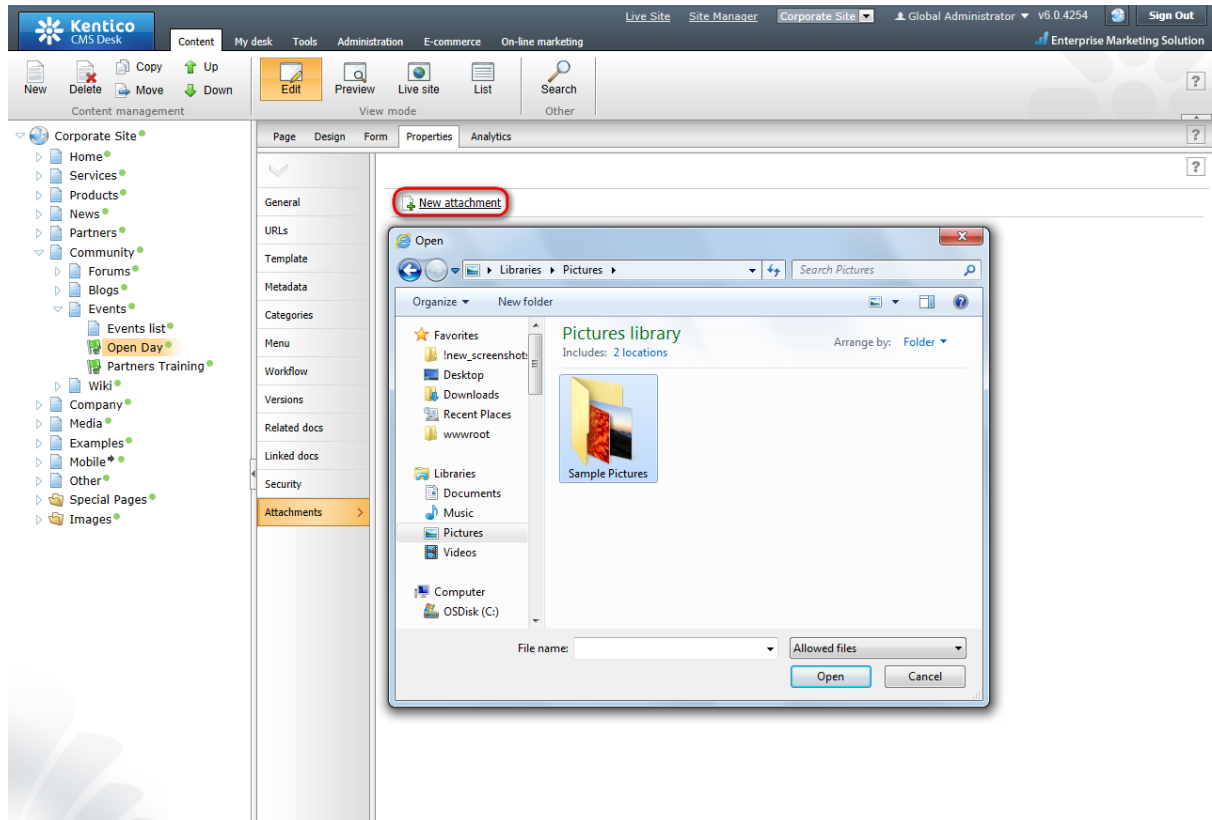 Kentico
CMS Desk
Live Site Site Manager Corporate Site Global Administrator v6.0.4254 Sign Out
Content My desk Tools Administration E-commerce On-line marketing
Enterprise Marketing Solution
New Delete Copy Move Up Down
Content management
Edit Preview Live site List
View mode
Search
Other
?
Page Design Form Properties Analytics
?
?
Corporate Site
Home
Services
Products
News
Partners
Community
Forums
Blogs
Events
Events list
Open Day
Partners Training
Wiki
Company
Media
Examples
Mobile
Other
Special Pages
Images
General
URLs
Template
Metadata
Categories
Menu
Workflow
Versions
Related docs
Linked docs
Security
Attachments >
New attachment
Open
Libraries Pictures
Search Pictures
Organize New folder
?
Favorites
!new_screenshots
Desktop
Downloads
Recent Places
wwwroot
Libraries
Documents
Music
Pictures
Videos
Computer
OSDisk (C:)
Pictures library
Includes: 2 locations
Arrange by: Folder
Sample Pictures
File name:
Allowed files
Open Cancel